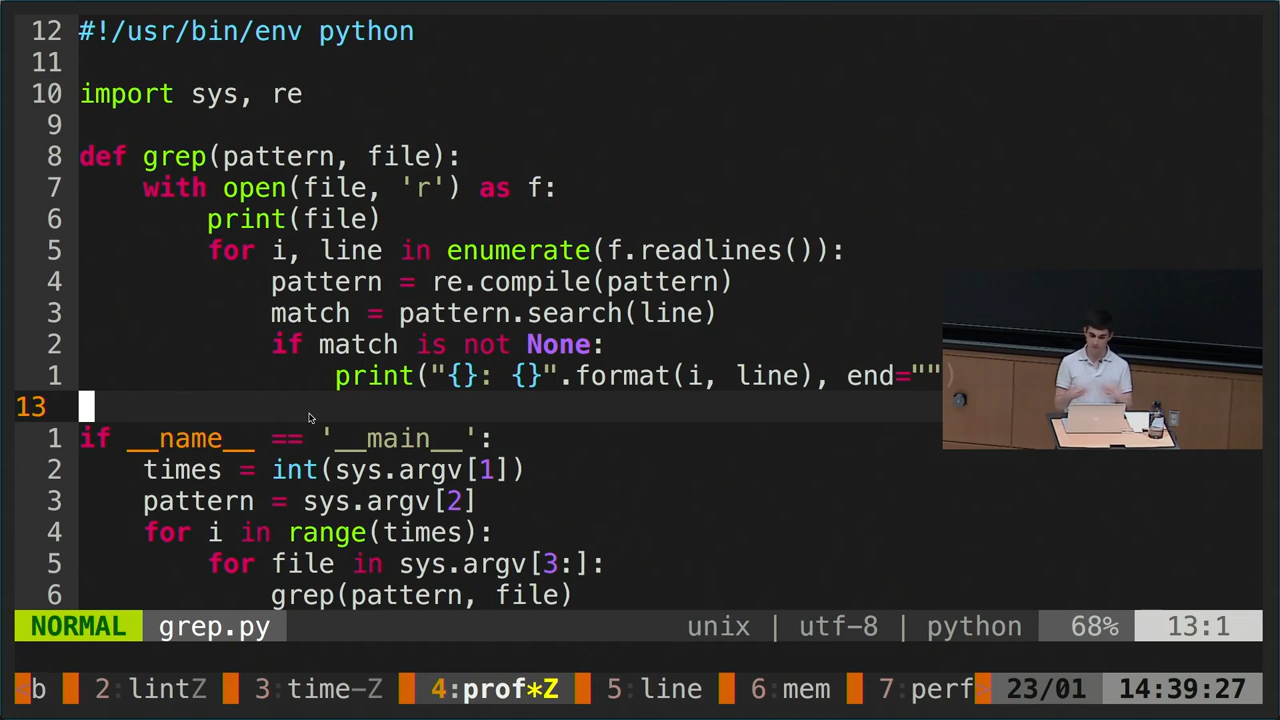 12 #!/usr/bin/env python
11
10 import sys, re
9
8 def grep(pattern, file):
7     with open(file, 'r') as f:
6         print(file)
5         for i, line in enumerate(f.readlines()):
4             pattern = re.compile(pattern)
3             match = pattern.search(line)
2             if match is not None:
1                 print("{}: {}".format(i, line), end="")
13
1 if __name__ == '__main__':
2     times = int(sys.argv[1])
3     pattern = sys.argv[2]
4     for i in range(times):
5         for file in sys.argv[3:]:
6             grep(pattern, file)
NORMAL grep.py unix | utf-8 | python 68% 13:1
<b 2:lintZ 3:time-Z 4:prof*Z 5:line 6:mem 7:perf> 23/01 14:39:27